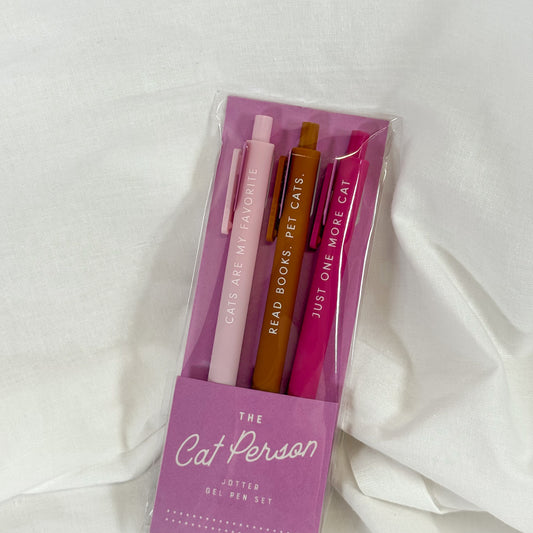 CATS ARE MY FAVORITE
READ BOOKS. PET CATS.
JUST ONE MORE CAT
THE
Cat Person
JOTTER
GEL PEN SET